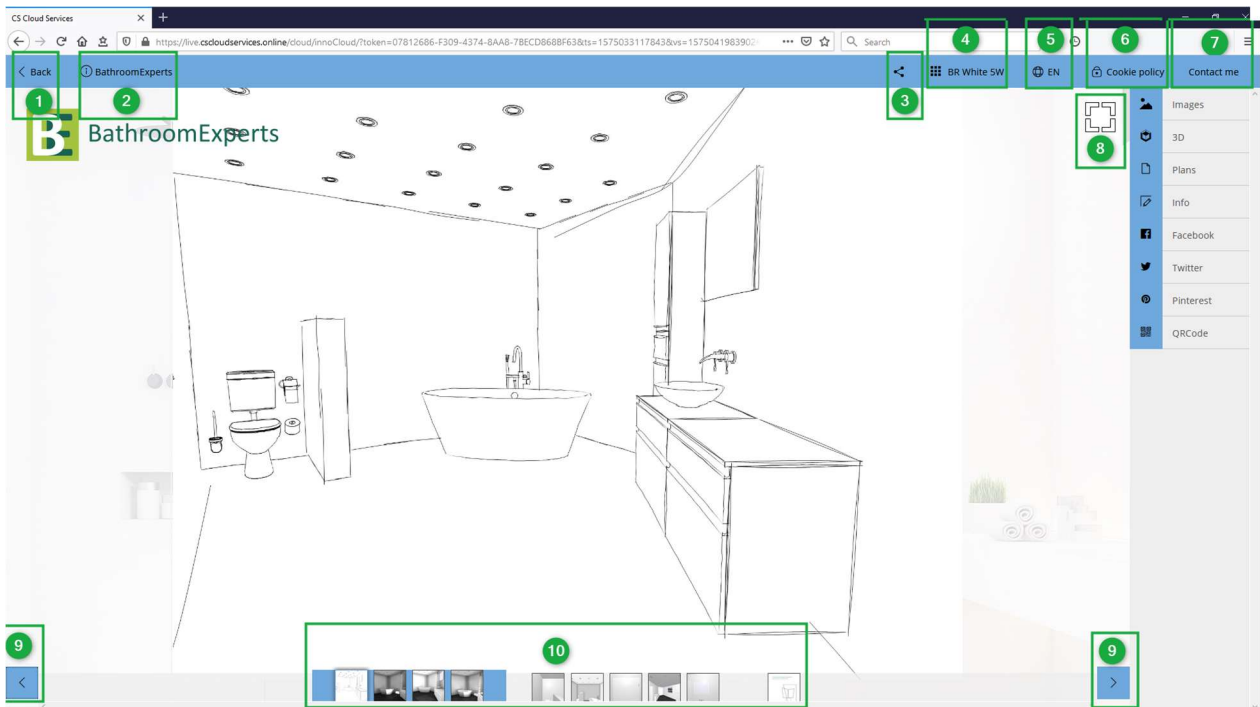 CS Cloud Services
https://live.cscloudservices.online/cloud/innoCloud/?token=07812686-F309-4374-8AA8-7BECD868BF63&ts=1575033117843&vs=157504198390
Search
Back
BathroomExperts
BR White SW
EN
Cookie policy
Contact me
1
2
3
4
5
6
7
BE BathroomExperts
8
Images
3D
Plans
Info
Facebook
Twitter
Pinterest
QRCode
9
10
9